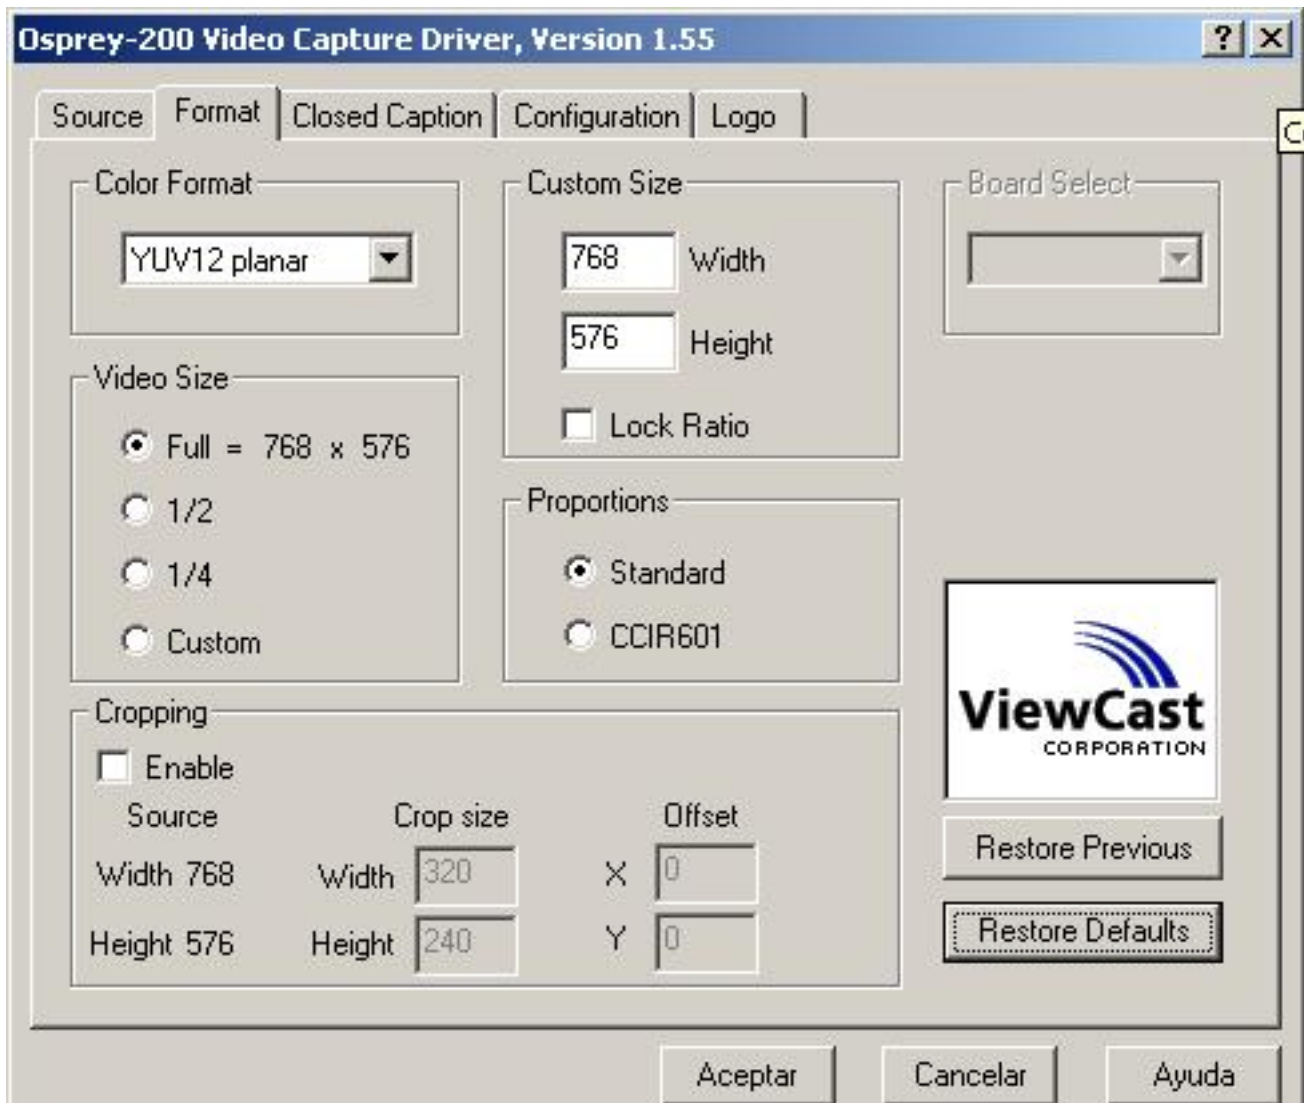 Osprey-200 Video Capture Driver, Version 1.55
Source Format Closed Caption Configuration Logo
Color Format
YUV12 planar
Custom Size
768 Width
576 Height
Lock Ratio
Board Select
Video Size
Full = 768 x 576
1/2
1/4
Custom
Proportions
Standard
CCIR601
ViewCast
CORPORATION
Cropping
Enable
Source Crop size Offset
Width 768 Width 320 X 0
Height 576 Height 240 Y 0
Restore Previous
Restore Defaults
Aceptar Cancelar Ayuda